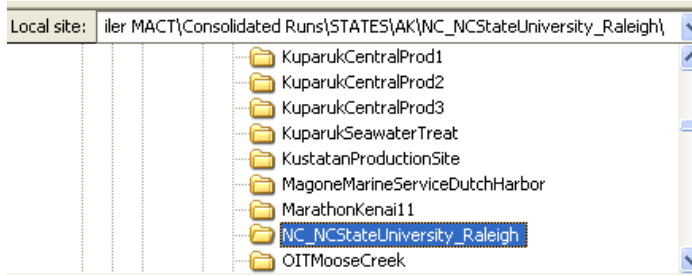 Local site: iler MACT\Consolidated Runs\STATES\AK\NC_NCStateUniversity_Raleigh\
KuparukCentralProd1
KuparukCentralProd2
KuparukCentralProd3
KuparukSeawaterTreat
KustatanProductionSite
MagoneMarineServiceDutchHarbor
MarathonKenai11
NC_NCStateUniversity_Raleigh
OITMooseCreek